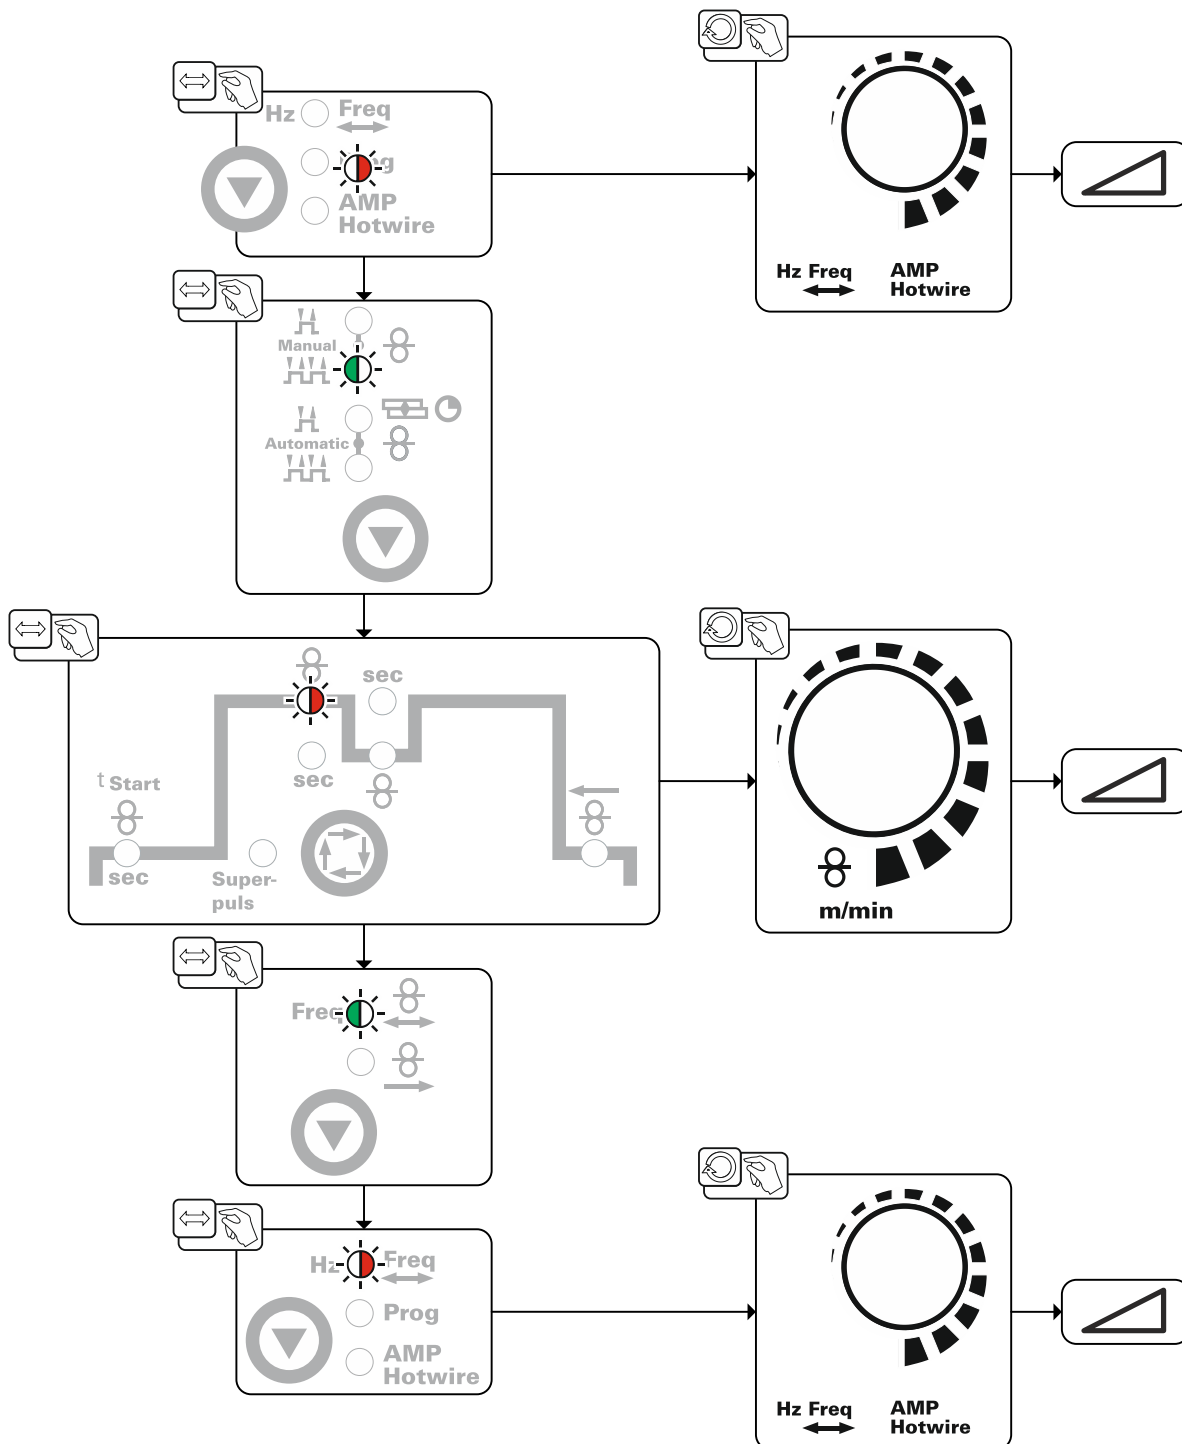 Hz
Freq
AMP
Hotwire
Hz Freq
AMP
Hotwire
Manual
Automatic
sec
sec
t Start
sec
Super-
puls
m/min
Freq
Hz
Freq
Prog
AMP
Hotwire
Hz Freq
AMP
Hotwire